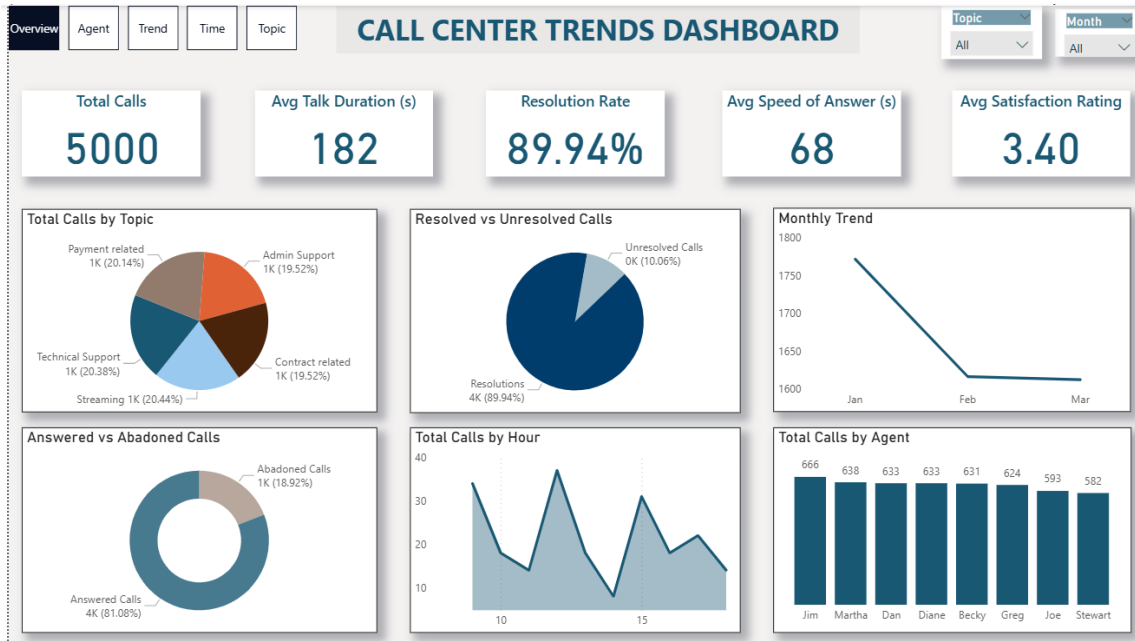 Overview
Agent
Trend
Time
Topic
CALL CENTER TRENDS DASHBOARD
Topic
All
Month
All
Total Calls
5000
Avg Talk Duration (s)
182
Resolution Rate
89.94%
Avg Speed of Answer (s)
68
Avg Satisfaction Rating
3.40
Total Calls by Topic
Payment related
1K (20.14%)
Admin Support
1K (19.52%)
Technical Support
1K (20.38%)
Contract related
1K (19.52%)
Streaming 1K (20.44%)
Resolved vs Unresolved Calls
Unresolved Calls
0K (10.06%)
Resolutions
4K (89.94%)
Monthly Trend
1800
1750
1700
1650
1600
Jan Feb Mar
Answered vs Abadoned Calls
Abadoned Calls
1K (18.92%)
Answered Calls
4K (81.08%)
Total Calls by Hour
40
30
20
10
10 15
Total Calls by Agent
666 638 633 633 631 624 593 582
Jim Martha Dan Diane Becky Greg Joe Stewart